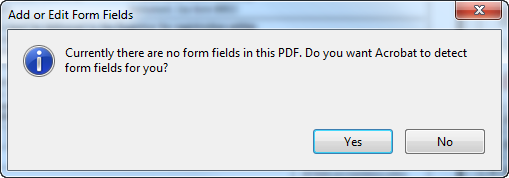 Add or Edit Form Fields
Currently there are no form fields in this PDF. Do you want Acrobat to detect
form fields for you?
Yes
No